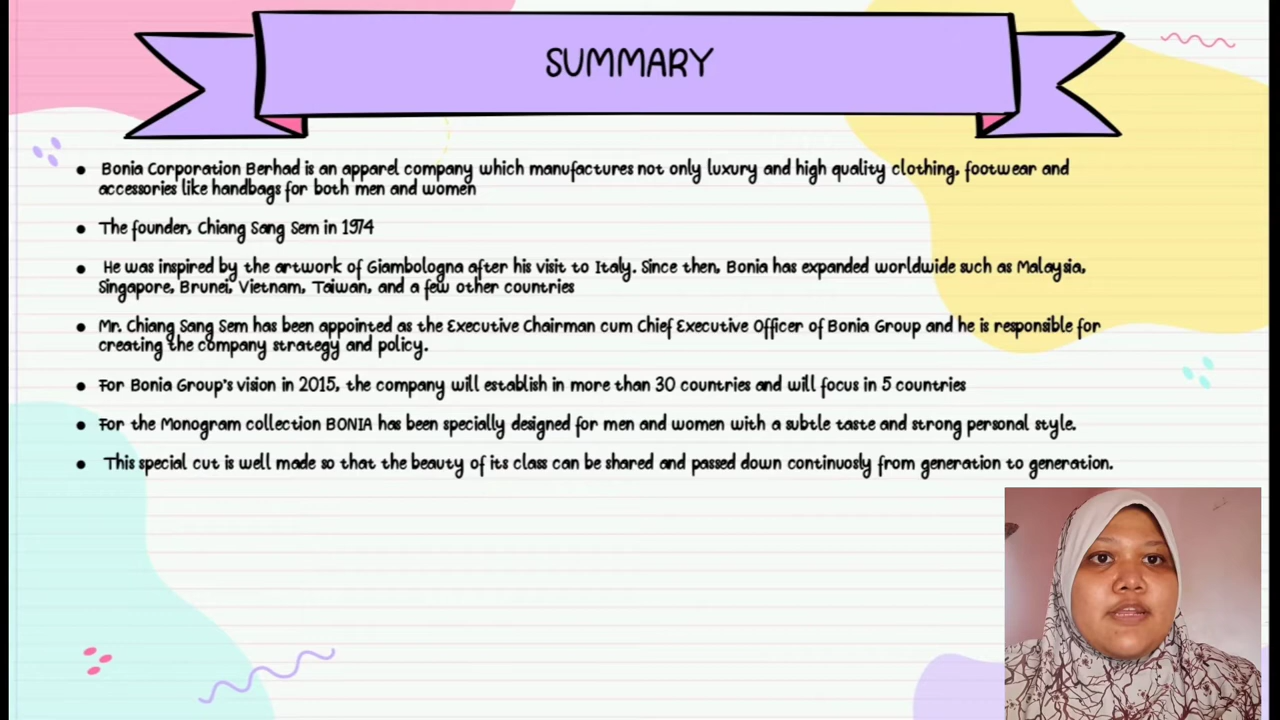 SUMMARY
Bonia Corporation Berhad is an apparel company which manufactures not only luxury and high quality clothing, footwear and
accessories like handbags for both men and women
The founder, Chiang Sang Sem in 1974
He was inspired by the artwork of Giambologna after his visit to Italy. Since then, Bonia has expanded worldwide such as Malaysia,
Singapore, Brunei, Vietnam, Taiwan, and a few other countries
Mr. Chiang Sang Sem has been appointed as the Executive Chairman cum Chief Executive Officer of Bonia Group and he is responsible for
creating the company strategy and policy.
For Bonia Group's vision in 2015, the company will establish in more than 30 countries and will focus in 5 countries
For the Monogram collection BONIA has been specially designed for men and women with a subtle taste and strong personal style.
This special cut is well made so that the beauty of its class can be shared and passed down continuosly from generation to generation.